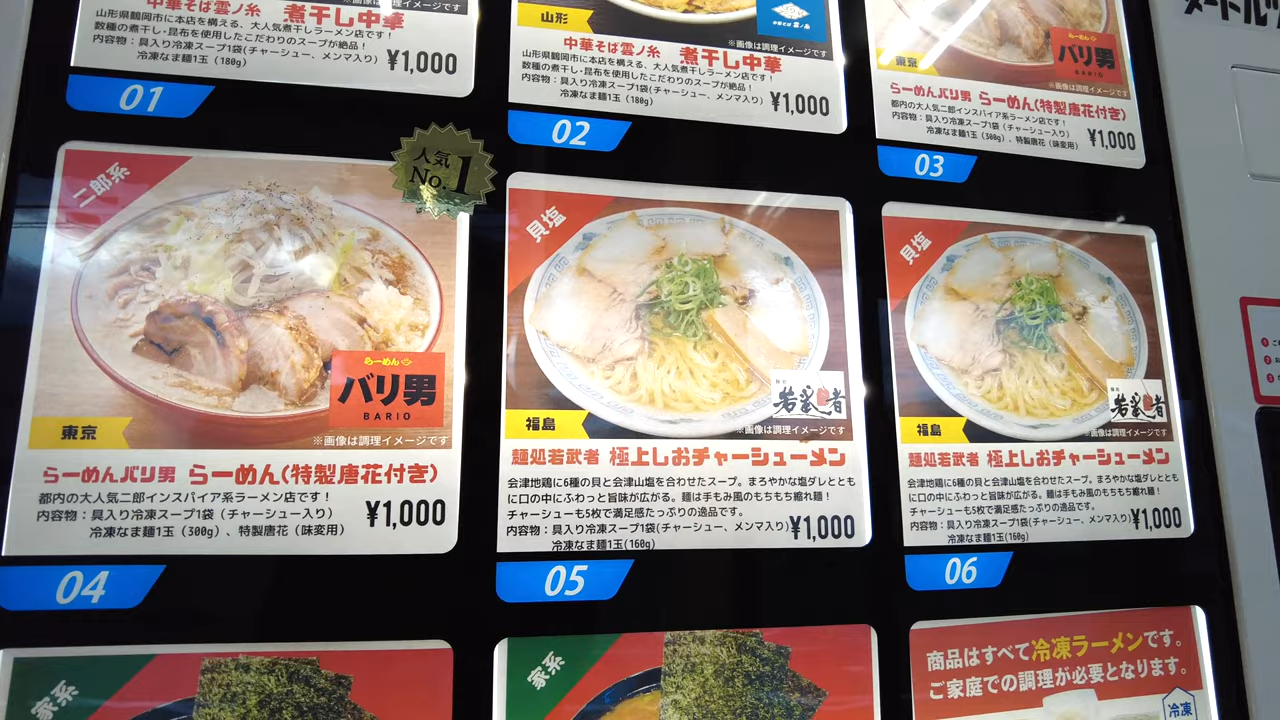 中華そば雲ノ糸 煮干し中華
山形県鶴岡市に本店を構える、大人気煮干しラーメン店です!
数種の煮干し・昆布を使用したこだわりのスープが絶品!
内容物:具入り冷凍スープ1袋(チャーシュー、メンマ入り)
冷凍なま麺1玉(180g)
¥1,000
01
山形
※画像は調理イメージです
中華そば雲ノ糸 煮干し中華
山形県鶴岡市に本店を構える、大人気煮干しラーメン店です!
数種の煮干し・昆布を使用したこだわりのスープが絶品!
内容物:具入り冷凍スープ1袋(チャーシュー、メンマ入り)
冷凍なま麺1玉(180g)
¥1,000
02
東京
バリ男
BARIO
※画像は調理イメージです
らーめんバリ男 らーめん(特製唐花付き)
都内の大人気二郎インスパイア系ラーメン店です!
内容物:具入り冷凍スープ1袋(チャーシュー入り)
冷凍なま麺1玉(300g)、特製唐花(味変用)
¥1,000
03
二郎系
人気
No.1
らーめん
バリ男
BARIO
東京
※画像は調理イメージです
らーめんバリ男 らーめん(特製唐花付き)
都内の大人気二郎インスパイア系ラーメン店です!
内容物:具入り冷凍スープ1袋(チャーシュー入り)
冷凍なま麺1玉(300g)、特製唐花(味変用)
¥1,000
04
貝塩
若武者
福島
※画像は調理イメージです
麺処若武者 極上しおチャーシューメン
会津地鶏に6種の貝と会津山塩を合わせたスープ。まろやかな塩ダレととも
に口の中にふわっと旨味が広がる。麺は手もみ風のもちもち縮れ麺!
チャーシューも5枚で満足感たっぷりの逸品です。
内容物:具入り冷凍スープ1袋(チャーシュー、メンマ入り)
冷凍なま麺1玉(160g)
¥1,000
05
貝塩
若武者
福島
※画像は調理イメージです
麺処若武者 極上しおチャーシューメン
会津地鶏に6種の貝と会津山塩を合わせたスープ。まろやかな塩ダレととも
に口の中にふわっと旨味が広がる。麺は手もみ風のもちもち縮れ麺!
チャーシューも5枚で満足感たっぷりの逸品です。
内容物:具入り冷凍スープ1袋(チャーシュー、メンマ入り)
冷凍なま麺1玉(160g)
¥1,000
06
家系
家系
商品はすべて冷凍ラーメンです。
ご家庭での調理が必要となります。
冷凍